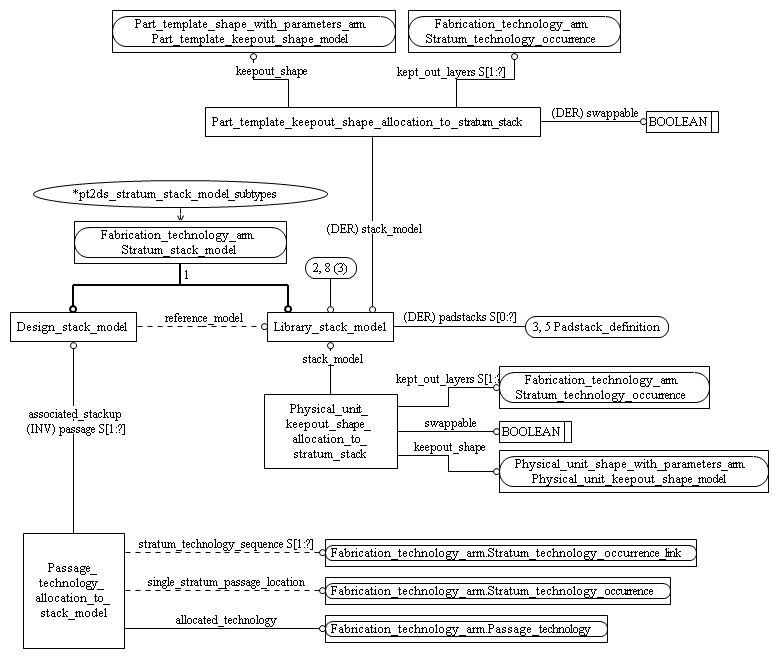 Part_template_shape_with_parameters_arm.
Part_template_keepout_shape_model
Fabrication_technology_arm.
Stratum_technology_occurrence
keepout_shape
kept_out_layers S[1:?]
Part_template_keepout_shape_allocation_to_stratum_stack
(DER) swappable
BOOLEAN
*pt2ds_stratum_stack_model_subtypes
Fabrication_technology_arm.
Stratum_stack_model
(DER) stack_model
1
2, 8 (3)
Design_stack_model
reference_model
Library_stack_model
(DER) padstacks S[0:?]
3, 5 Padstack_definition
stack_model
Physical_unit_
keepout_shape_
allocation_to_
stratum_stack
kept_out_layers S[1:?
Fabrication_technology_arm.
Stratum_technology_occurrence
swappable
BOOLEAN
keepout_shape
Physical_unit_shape_with_parameters_arm.
Physical_unit_keepout_shape_model
associated_stackup
(INV) passage S[1:?]
Passage_
technology_
allocation_to_
stack_model
stratum_technology_sequence S[1:?]
Fabrication_technology_arm.Stratum_technology_occurrence_link
single_stratum_passage_location
Fabrication_technology_arm.Stratum_technology_occurrence
allocated_technology
Fabrication_technology_arm.Passage_technology